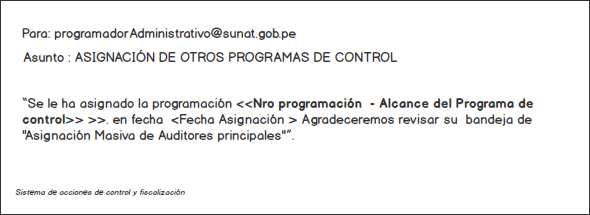 Para: programadorAdministrativo@sunat.gob.pe
Asunto : ASIGNACIÓN DE OTROS PROGRAMAS DE CONTROL
“Se le ha asignado la programación <<Nro programación - Alcance del Programa de
control>> >>. en fecha <Fecha Asignación > Agradeceremos revisar su bandeja de
"Asignación Masiva de Auditores principales"”.
Sistema de acciones de control y fiscalización